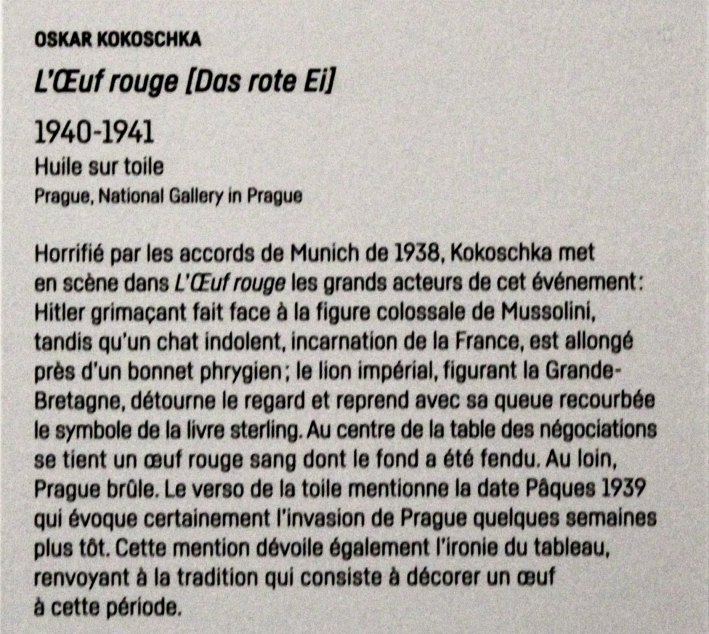 OSKAR KOKOSCHKA
L'Œuf rouge [Das rote Ei]
1940-1941
Huile sur toile
Prague, National Gallery in Prague
Horrifié par les accords de Munich de 1938, Kokoschka met
en scène dans L'Œuf rouge les grands acteurs de cet événement :
Hitler grimaçant fait face à la figure colossale de Mussolini,
tandis qu'un chat indolent, incarnation de la France, est allongé
près d'un bonnet phrygien ; le lion impérial, figurant la Grande-
Bretagne, détourne le regard et reprend avec sa queue recourbée
le symbole de la livre sterling. Au centre de la table des négociations
se tient un œuf rouge sang dont le fond a été fendu. Au loin,
Prague brûle. Le verso de la toile mentionne la date Pâques 1939
qui évoque certainement l'invasion de Prague quelques semaines
plus tôt. Cette mention dévoile également l'ironie du tableau,
renvoyant à la tradition qui consiste à décorer un œuf
à cette période.